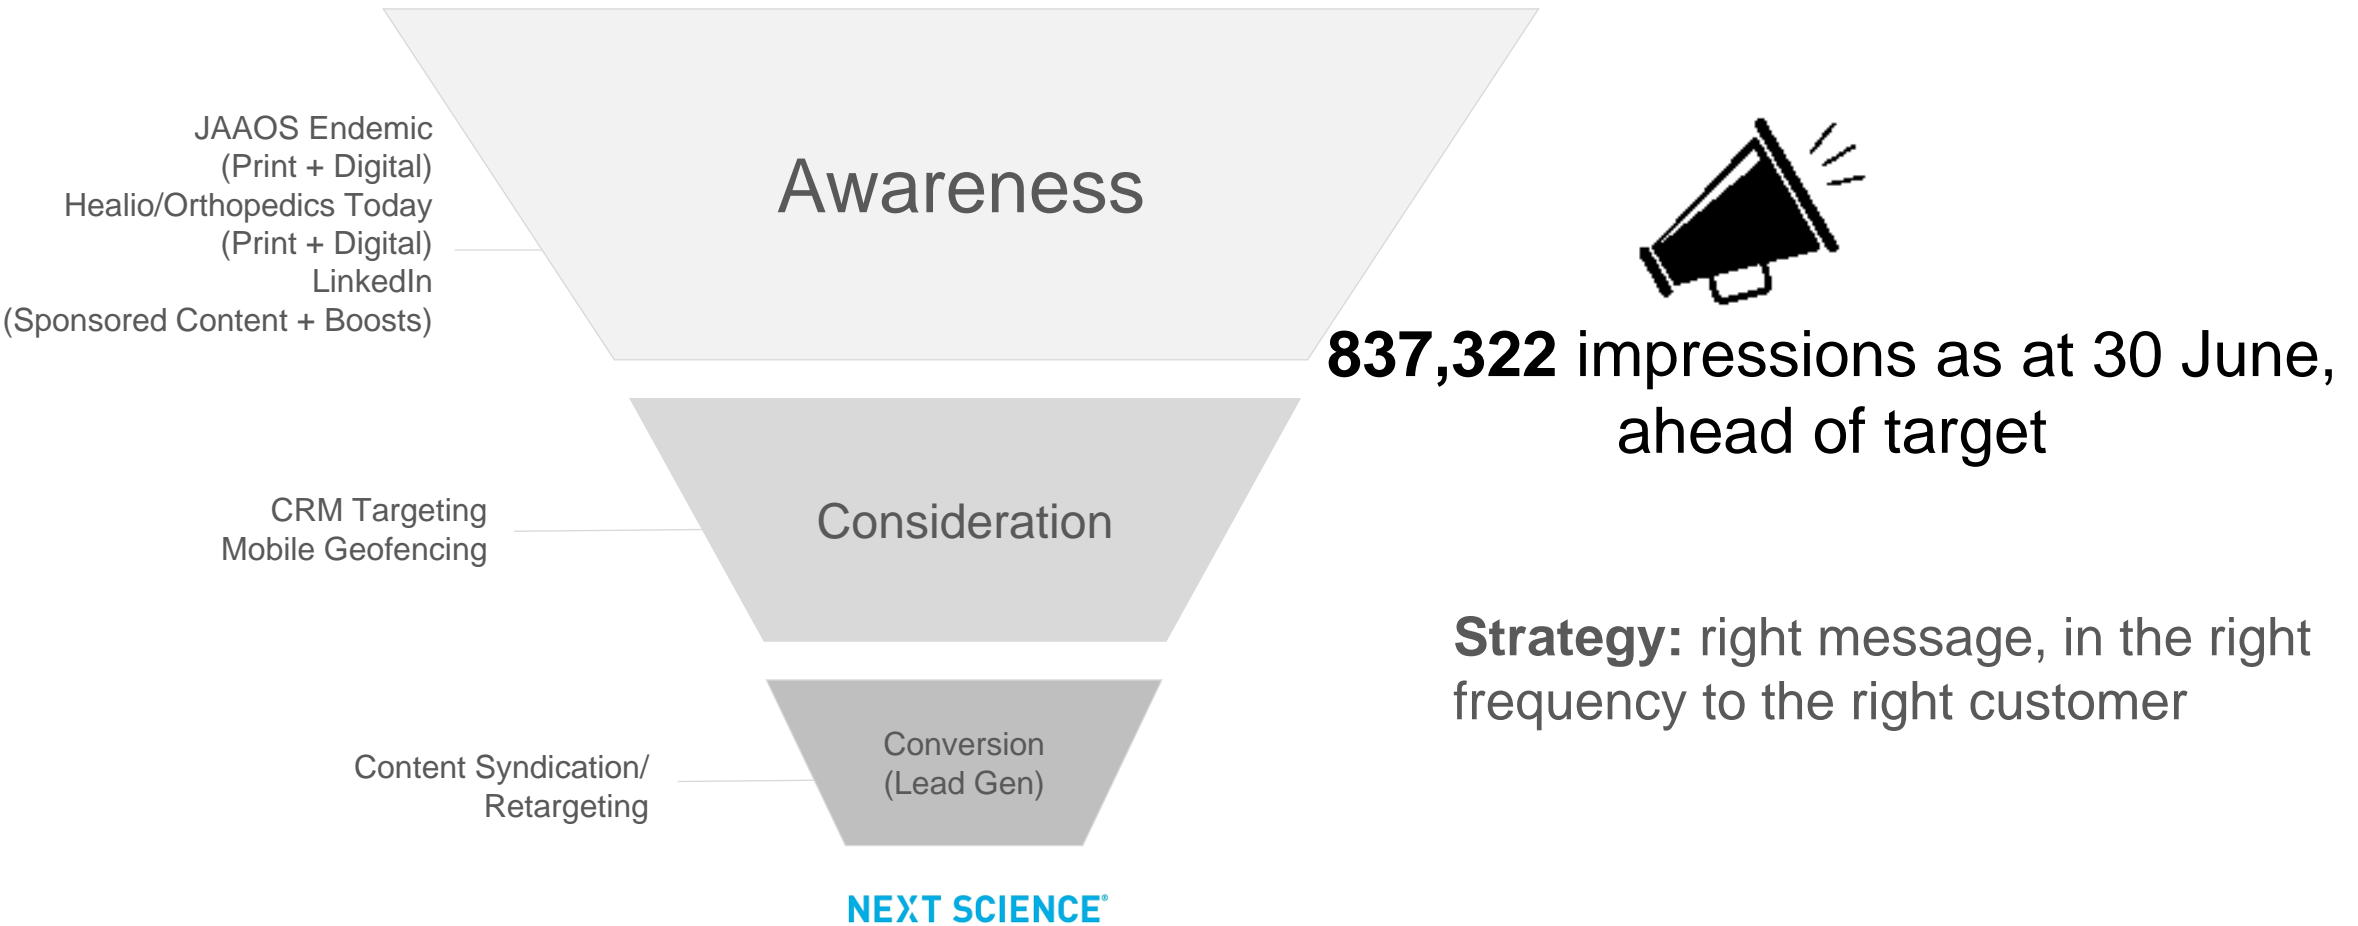 JAAOS Endemic
(Print + Digital)
Healio/Orthopedics Today
(Print + Digital)
LinkedIn
(Sponsored Content + Boosts)
Awareness
837,322 impressions as at 30 June,
ahead of target
CRM Targeting
Mobile Geofencing
Consideration
Strategy: right message, in the right
frequency to the right customer
Content Syndication/
Retargeting
Conversion
(Lead Gen)
NEXT SCIENCE®